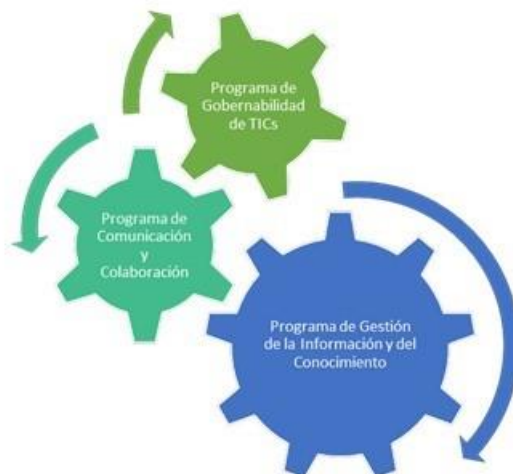 Programa de
Gobernabilidad
de TICs
Programa de
Comunicación
y
Colaboración
Programa de Gestión
de la Información y del
Conocimiento